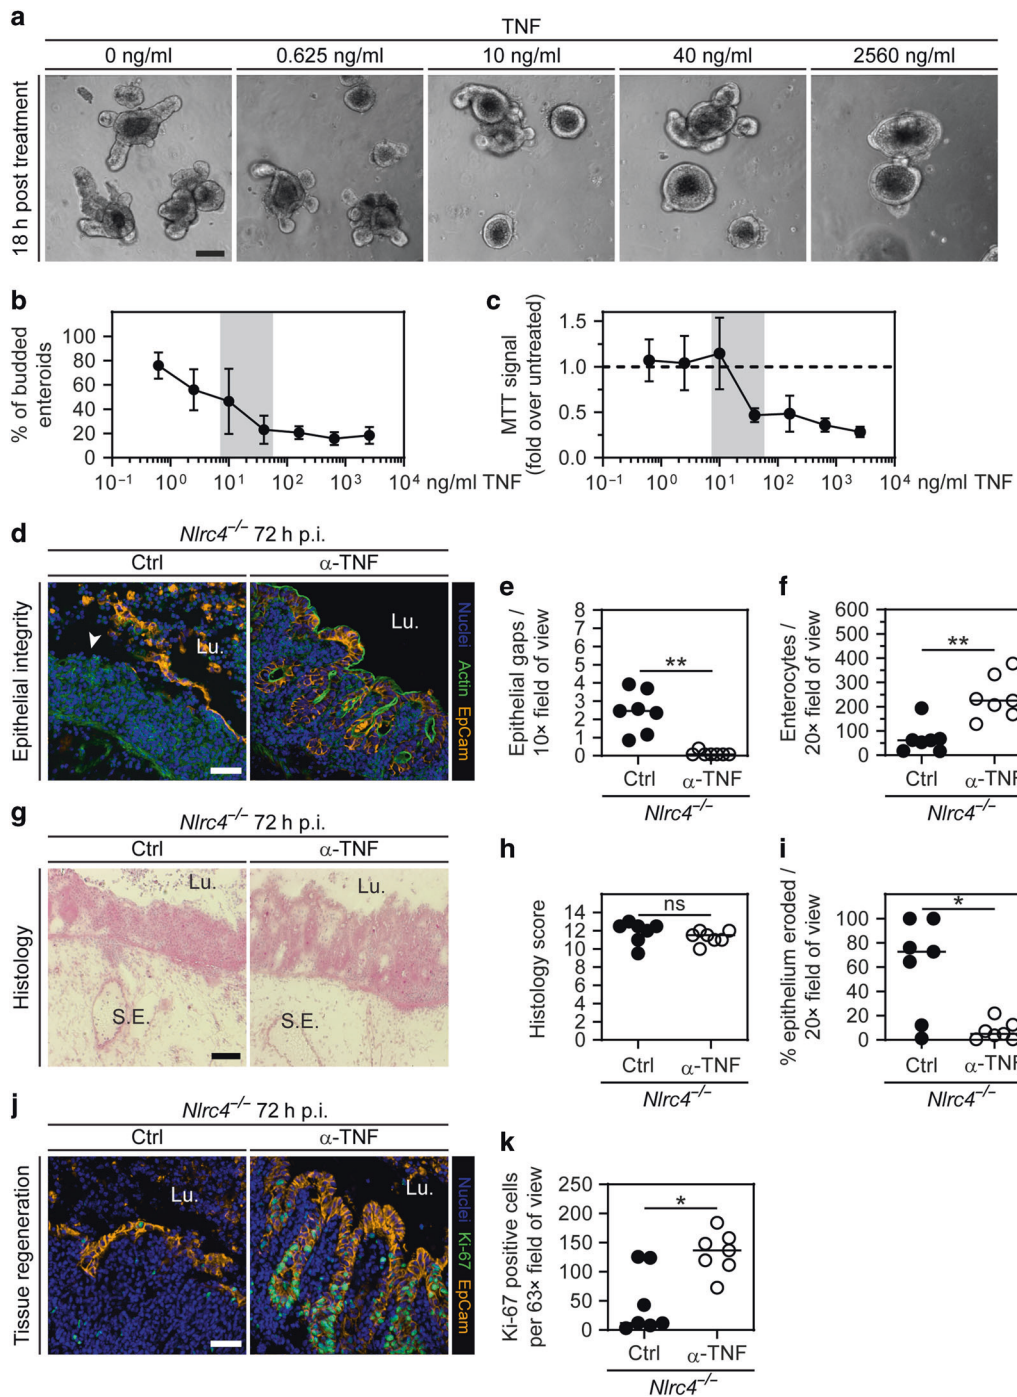 a
TNF
0 ng/ml 0.625 ng/ml 10 ng/ml 40 ng/ml 2560 ng/ml
18 h post treatment
b
% of budded
enteroids
100
80
60
40
20
0
10⁻¹ 10⁰ 10¹ 10² 10³ 10⁴ ng/ml TNF
c
MTT signal
(fold over untreated)
1.5
1.0
0.5
0.0
10⁻¹ 10⁰ 10¹ 10² 10³ 10⁴ ng/ml TNF
d
Nlrc4⁻/⁻ 72 h p.i.
Ctrl α-TNF
Epithelial integrity
Lu.
Lu.
Nuclei Actin EpCam
e
Epithelial gaps /
10× field of view
8
7
6
5
4
3
2
1
0
**
Ctrl α-TNF
Nlrc4⁻/⁻
f
Enterocytes /
20× field of view
600
500
400
300
200
100
0
**
Ctrl α-TNF
Nlrc4⁻/⁻
g
Nlrc4⁻/⁻ 72 h p.i.
Ctrl α-TNF
Histology
Lu.
S.E.
Lu.
S.E.
h
Histology score
14
12
10
8
6
4
2
0
ns
Ctrl α-TNF
Nlrc4⁻/⁻
i
% epithelium eroded /
20× field of view
100
80
60
40
20
0
*
Ctrl α-TNF
Nlrc4⁻/⁻
j
Nlrc4⁻/⁻ 72 h p.i.
Ctrl α-TNF
Tissue regeneration
Lu.
Lu.
Nuclei Ki-67 EpCam
k
Ki-67 positive cells
per 63× field of view
250
200
150
100
50
0
*
Ctrl α-TNF
Nlrc4⁻/⁻